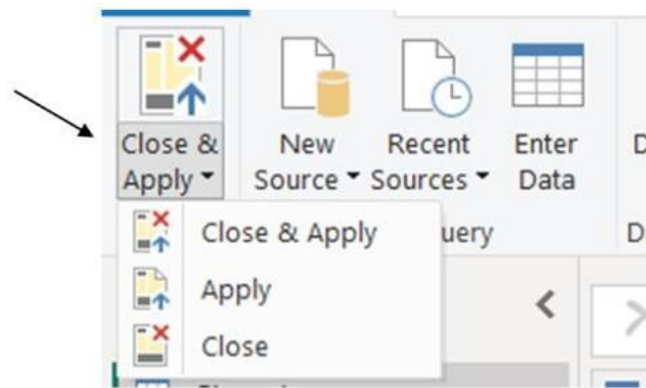 Close &
Apply
New
Source
Recent
Sources
Enter
Data
D
uery
D
Close & Apply
Apply
Close